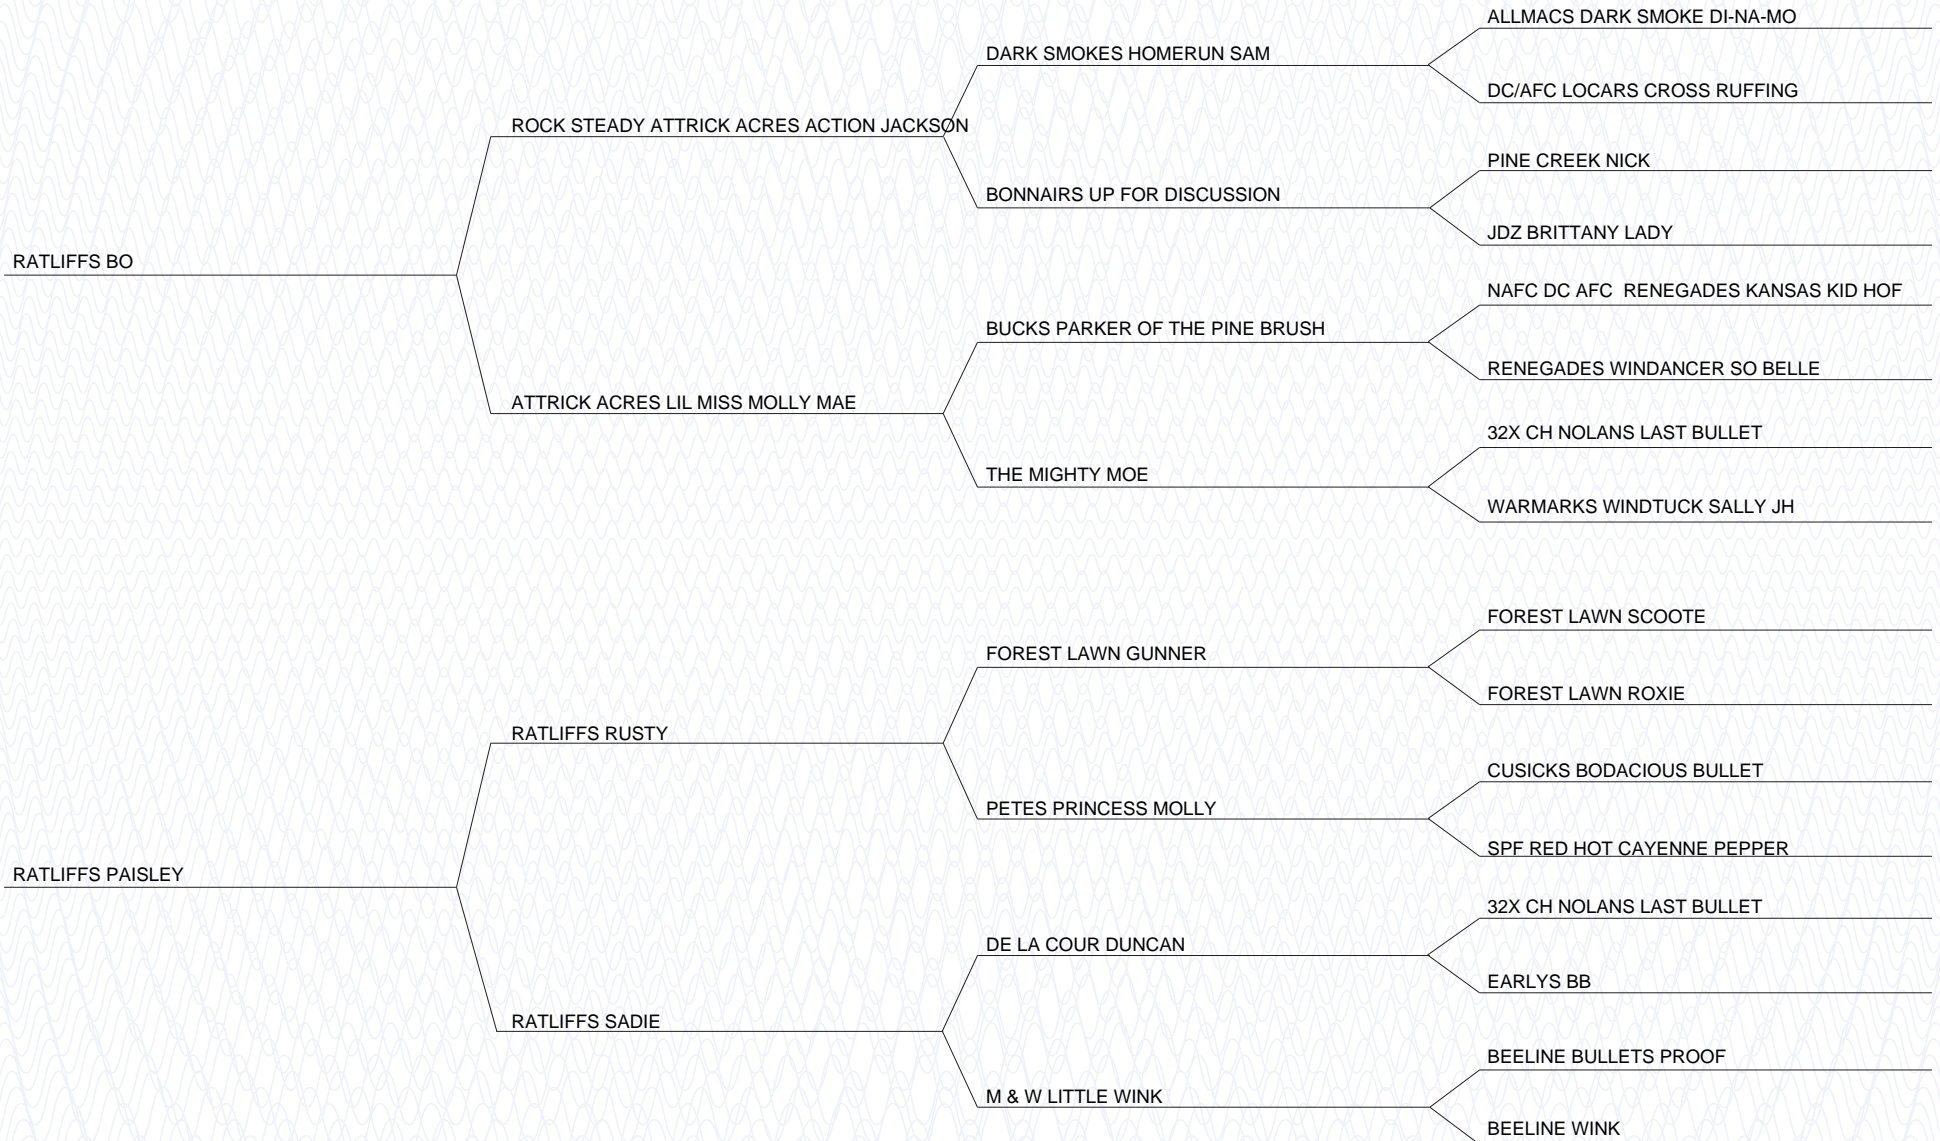 ALLMACS DARK SMOKE DI-NA-MO
DARK SMOKES HOMERUN SAM
DC/AFC LOCARS CROSS RUFFING
ROCK STEADY ATTRICK ACRES ACTION JACKSON
PINE CREEK NICK
BONNAIRS UP FOR DISCUSSION
JDZ BRITTANY LADY
RATLIFFS BO
NAFC DC AFC  RENEGADES KANSAS KID HOF
BUCKS PARKER OF THE PINE BRUSH
RENEGADES WINDANCER SO BELLE
ATTRICK ACRES LIL MISS MOLLY MAE
32X CH NOLANS LAST BULLET
THE MIGHTY MOE
WARMARKS WINDTUCK SALLY JH
FOREST LAWN SCOOTE
FOREST LAWN GUNNER
FOREST LAWN ROXIE
RATLIFFS RUSTY
CUSICKS BODACIOUS BULLET
PETES PRINCESS MOLLY
SPF RED HOT CAYENNE PEPPER
RATLIFFS PAISLEY
32X CH NOLANS LAST BULLET
DE LA COUR DUNCAN
EARLYS BB
RATLIFFS SADIE
BEELINE BULLETS PROOF
M & W LITTLE WINK
BEELINE WINK